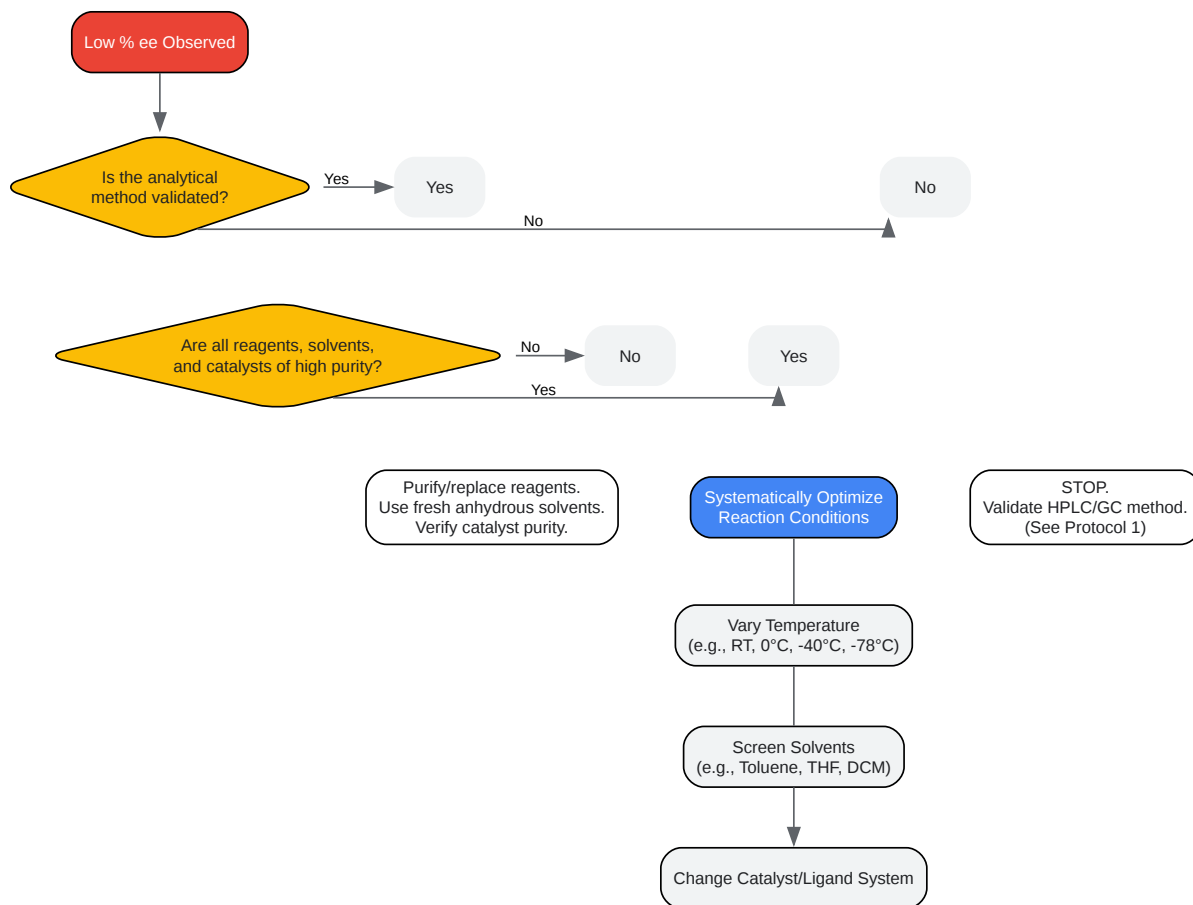 Low % ee Observed
Is the analytical
method validated?
Yes
Yes
No
No
Are all reagents, solvents,
and catalysts of high purity?
No
No
Yes
Yes
Purify/replace reagents.
Use fresh anhydrous solvents.
Verify catalyst purity.
Systematically Optimize
Reaction Conditions
STOP.
Validate HPLC/GC method.
(See Protocol 1)
Vary Temperature
(e.g., RT, 0°C, -40°C, -78°C)
Screen Solvents
(e.g., Toluene, THF, DCM)
Change Catalyst/Ligand System